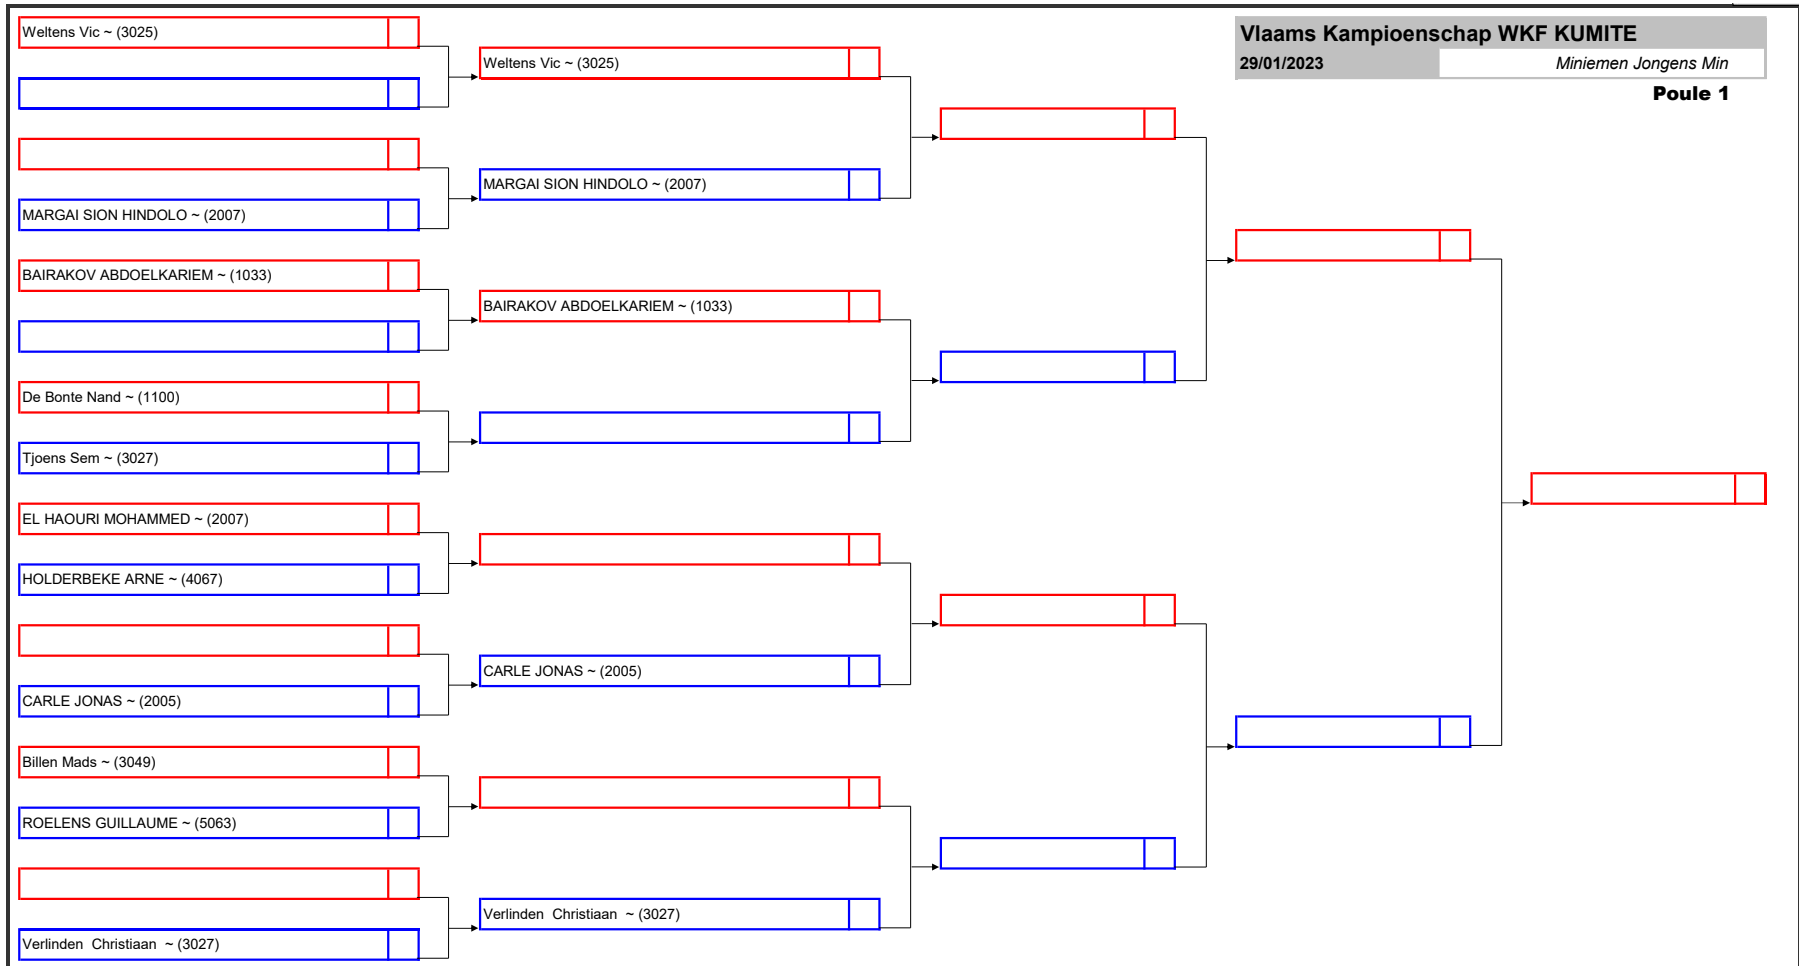 Vlaams Kampioenschap WKF KUMITE
29/01/2023
Miniemen Jongens Min
Poule 1
Weltens Vic ~ (3025)
MARGAI SION HINDOLO ~ (2007)
BAIRAKOV ABDOELKARIEM ~ (1033)
De Bonte Nand ~ (1100)
Tjoens Sem ~ (3027)
EL HAOURI MOHAMMED ~ (2007)
HOLDERBEKE ARNE ~ (4067)
CARLE JONAS ~ (2005)
Billen Mads ~ (3049)
ROELENS GUILLAUME ~ (5063)
Verlinden  Christiaan  ~ (3027)
Weltens Vic ~ (3025)
MARGAI SION HINDOLO ~ (2007)
BAIRAKOV ABDOELKARIEM ~ (1033)
CARLE JONAS ~ (2005)
Verlinden  Christiaan  ~ (3027)